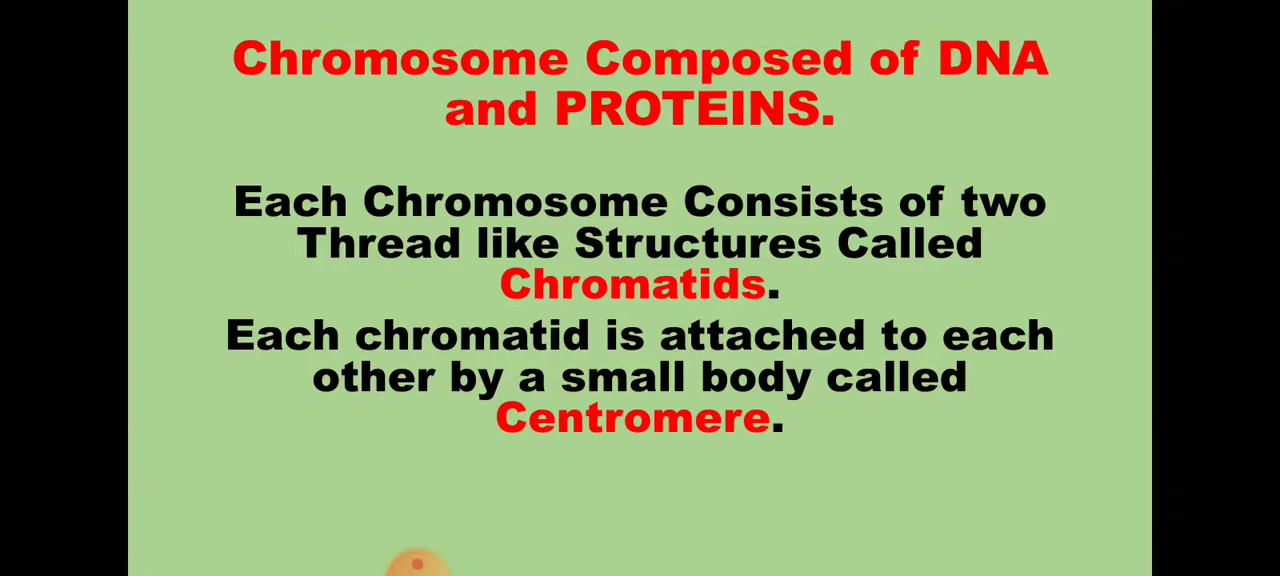 Chromosome Composed of DNA
and PROTEINS.
Each Chromosome Consists of two
Thread like Structures Called
Chromatids.
Each chromatid is attached to each
other by a small body called
Centromere.